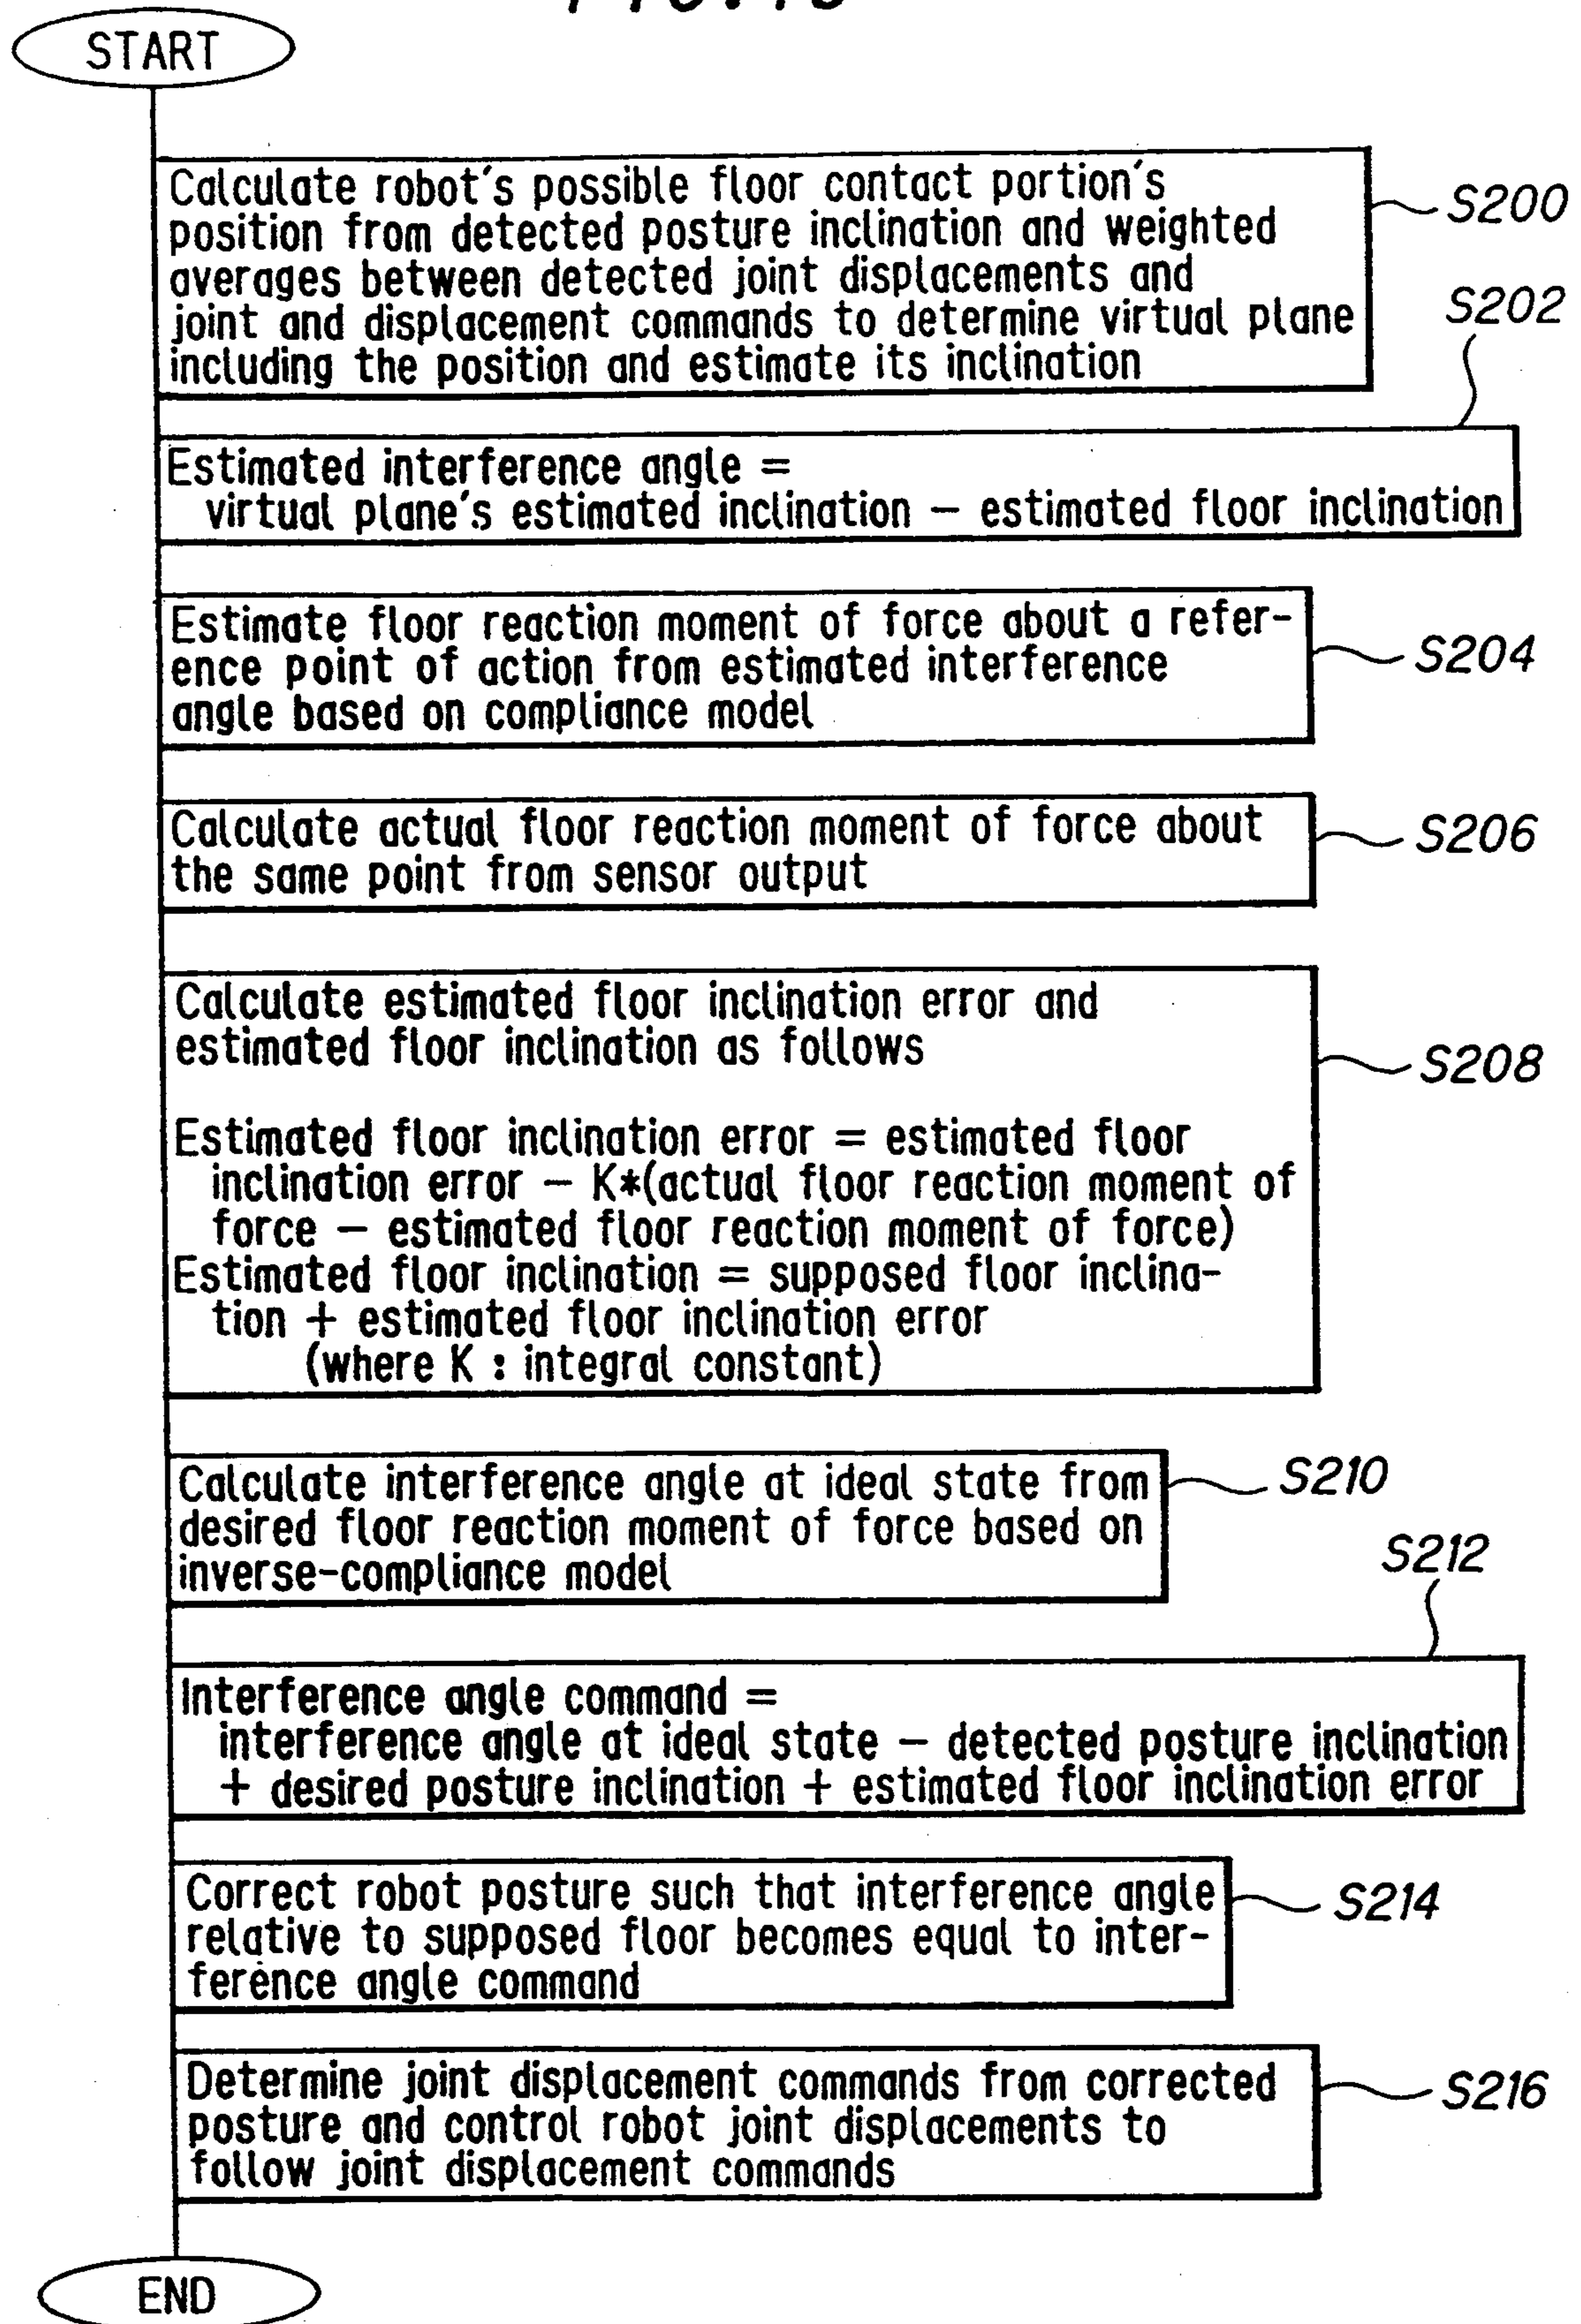 START
Calculate robot's possible floor contact portion's
position from detected posture inclination and weighted
averages between detected joint displacements and
joint and displacement commands to determine virtual plane
including the position and estimate its inclination
S200
S202
Estimated interference angle =
virtual plane's estimated inclination – estimated floor inclination
Estimate floor reaction moment of force about a refer-
ence point of action from estimated interference
angle based on compliance model
S204
Calculate actual floor reaction moment of force about
the same point from sensor output
S206
Calculate estimated floor inclination error and
estimated floor inclination as follows
Estimated floor inclination error = estimated floor
inclination error – K*(actual floor reaction moment of
force – estimated floor reaction moment of force)
Estimated floor inclination = supposed floor inclina-
tion + estimated floor inclination error
(where K : integral constant)
S208
Calculate interference angle at ideal state from
desired floor reaction moment of force based on
inverse-compliance model
S210
S212
Interference angle command =
interference angle at ideal state – detected posture inclination
+ desired posture inclination + estimated floor inclination error
Correct robot posture such that interference angle
relative to supposed floor becomes equal to inter-
ference angle command
S214
Determine joint displacement commands from corrected
posture and control robot joint displacements to
follow joint displacement commands
S216
END